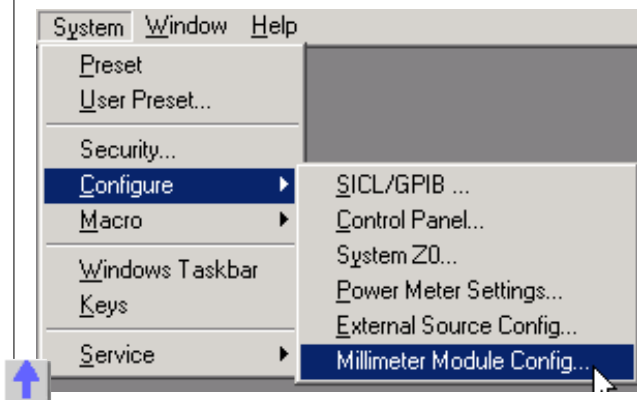 System Window Help
Preset
User Preset...
Security...
Configure
Macro
Windows Taskbar
Keys
Service
SICL/GPIB ...
Control Panel...
System Z0...
Power Meter Settings...
External Source Config...
Millimeter Module Config...